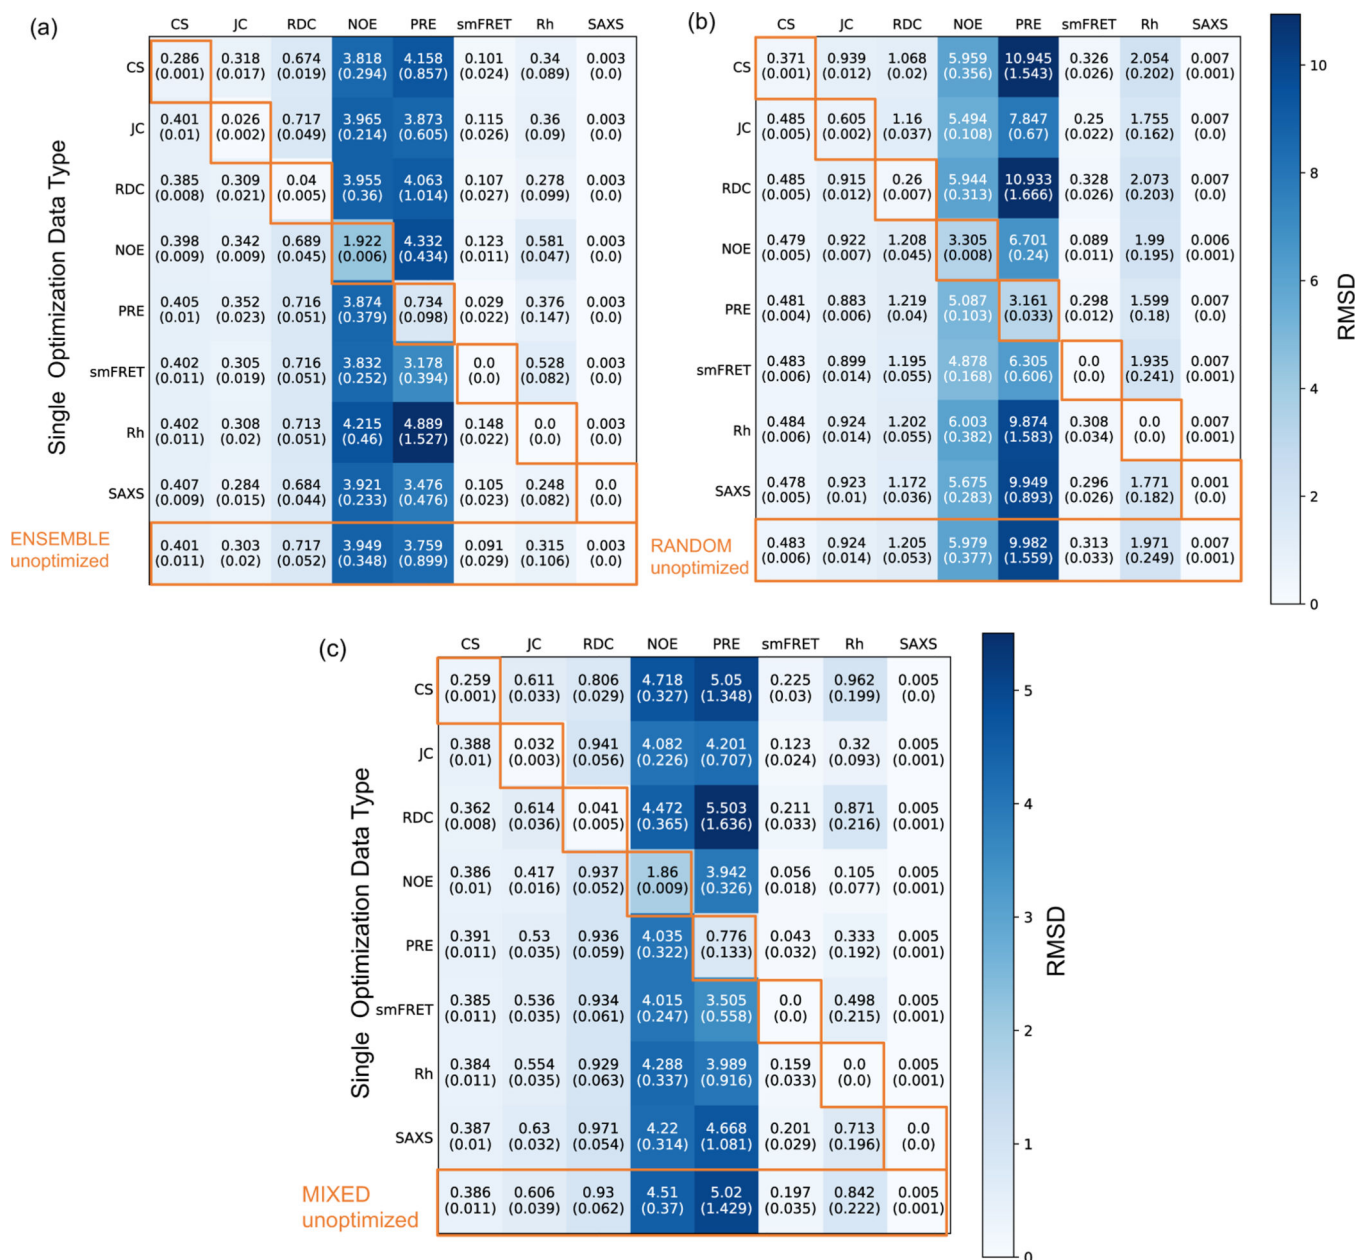 (a)
CS JC RDC NOE PRE smFRET Rh SAXS
CS 0.286 0.318 0.674 3.818 4.158 0.101 0.34 0.003
(0.001) (0.017) (0.019) (0.294) (0.857) (0.024) (0.089) (0.0)
JC 0.401 0.026 0.717 3.965 3.873 0.115 0.36 0.003
(0.01) (0.002) (0.049) (0.214) (0.605) (0.026) (0.09) (0.0)
RDC 0.385 0.309 0.04 3.955 4.063 0.107 0.278 0.003
(0.008) (0.021) (0.005) (0.36) (1.014) (0.027) (0.099) (0.0)
NOE 0.398 0.342 0.689 1.922 4.332 0.123 0.581 0.003
(0.009) (0.009) (0.045) (0.006) (0.434) (0.011) (0.047) (0.0)
PRE 0.405 0.352 0.716 3.874 0.734 0.029 0.376 0.003
(0.01) (0.023) (0.051) (0.379) (0.098) (0.022) (0.147) (0.0)
smFRET 0.402 0.305 0.716 3.832 3.178 0.0 0.528 0.003
(0.011) (0.019) (0.051) (0.252) (0.394) (0.0) (0.082) (0.0)
Rh 0.402 0.308 0.713 4.215 4.889 0.148 0.0 0.003
(0.011) (0.02) (0.051) (0.46) (1.527) (0.022) (0.0) (0.0)
SAXS 0.407 0.284 0.684 3.921 3.476 0.105 0.248 0.0
(0.009) (0.015) (0.044) (0.233) (0.476) (0.023) (0.082) (0.0)
ENSEMBLE
unoptimized
0.401 0.303 0.717 3.949 3.759 0.091 0.315 0.003
(0.011) (0.02) (0.052) (0.348) (0.899) (0.029) (0.106) (0.0)
Single Optimization Data Type
(b)
CS JC RDC NOE PRE smFRET Rh SAXS
CS 0.371 0.939 1.068 5.959 10.945 0.326 2.054 0.007
(0.001) (0.012) (0.02) (0.356) (1.543) (0.026) (0.202) (0.001)
JC 0.485 0.605 1.16 5.494 7.847 0.25 1.755 0.007
(0.005) (0.002) (0.037) (0.108) (0.67) (0.022) (0.162) (0.0)
RDC 0.485 0.915 0.26 5.944 10.933 0.328 2.073 0.007
(0.005) (0.012) (0.007) (0.313) (1.666) (0.026) (0.203) (0.0)
NOE 0.479 0.922 1.208 3.305 6.701 0.089 1.99 0.006
(0.005) (0.007) (0.045) (0.008) (0.24) (0.011) (0.195) (0.001)
PRE 0.481 0.883 1.219 5.087 3.161 0.298 1.599 0.007
(0.004) (0.006) (0.04) (0.103) (0.033) (0.012) (0.18) (0.0)
smFRET 0.483 0.899 1.195 4.878 6.305 0.0 1.935 0.007
(0.006) (0.014) (0.055) (0.168) (0.606) (0.0) (0.241) (0.001)
Rh 0.484 0.924 1.202 6.003 9.874 0.308 0.0 0.007
(0.006) (0.014) (0.055) (0.382) (1.583) (0.034) (0.0) (0.001)
SAXS 0.478 0.923 1.172 5.675 9.949 0.296 1.771 0.001
(0.005) (0.01) (0.036) (0.283) (0.893) (0.026) (0.182) (0.0)
RANDOM
unoptimized
0.483 0.924 1.205 5.979 9.982 0.313 1.971 0.007
(0.006) (0.014) (0.053) (0.377) (1.559) (0.033) (0.249) (0.001)
10
8
6
4
2
0
RMSD
(c)
CS JC RDC NOE PRE smFRET Rh SAXS
CS 0.259 0.611 0.806 4.718 5.05 0.225 0.962 0.005
(0.001) (0.033) (0.029) (0.327) (1.348) (0.03) (0.199) (0.0)
JC 0.388 0.032 0.941 4.082 4.201 0.123 0.32 0.005
(0.01) (0.003) (0.056) (0.226) (0.707) (0.024) (0.093) (0.001)
RDC 0.362 0.614 0.041 4.472 5.503 0.211 0.871 0.005
(0.008) (0.036) (0.005) (0.365) (1.636) (0.033) (0.216) (0.001)
NOE 0.386 0.417 0.937 1.86 3.942 0.056 0.105 0.005
(0.01) (0.016) (0.052) (0.009) (0.326) (0.018) (0.077) (0.001)
PRE 0.391 0.53 0.936 4.035 0.776 0.043 0.333 0.005
(0.011) (0.035) (0.059) (0.322) (0.133) (0.032) (0.192) (0.001)
smFRET 0.385 0.536 0.934 4.015 3.505 0.0 0.498 0.005
(0.011) (0.035) (0.061) (0.247) (0.558) (0.0) (0.215) (0.001)
Rh 0.384 0.554 0.929 4.288 3.989 0.159 0.0 0.005
(0.011) (0.035) (0.063) (0.337) (0.916) (0.033) (0.0) (0.001)
SAXS 0.387 0.63 0.971 4.22 4.668 0.201 0.713 0.0
(0.01) (0.032) (0.054) (0.314) (1.081) (0.029) (0.196) (0.0)
MIXED
unoptimized
0.386 0.606 0.93 4.51 5.02 0.197 0.842 0.005
(0.011) (0.039) (0.062) (0.37) (1.429) (0.035) (0.222) (0.001)
Single Optimization Data Type
5
4
3
2
1
0
RMSD